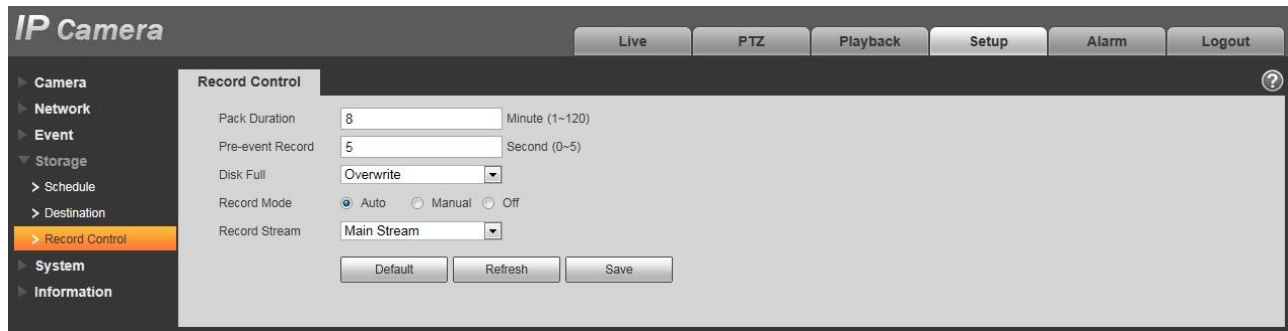 IP Camera
Live PTZ Playback Setup Alarm Logout
Camera
Network
Event
Storage
> Schedule
> Destination
> Record Control
System
Information
Record Control ?
Pack Duration 8 Minute (1~120)
Pre-event Record 5 Second (0~5)
Disk Full Overwrite
Record Mode Auto Manual Off
Record Stream Main Stream
Default Refresh Save